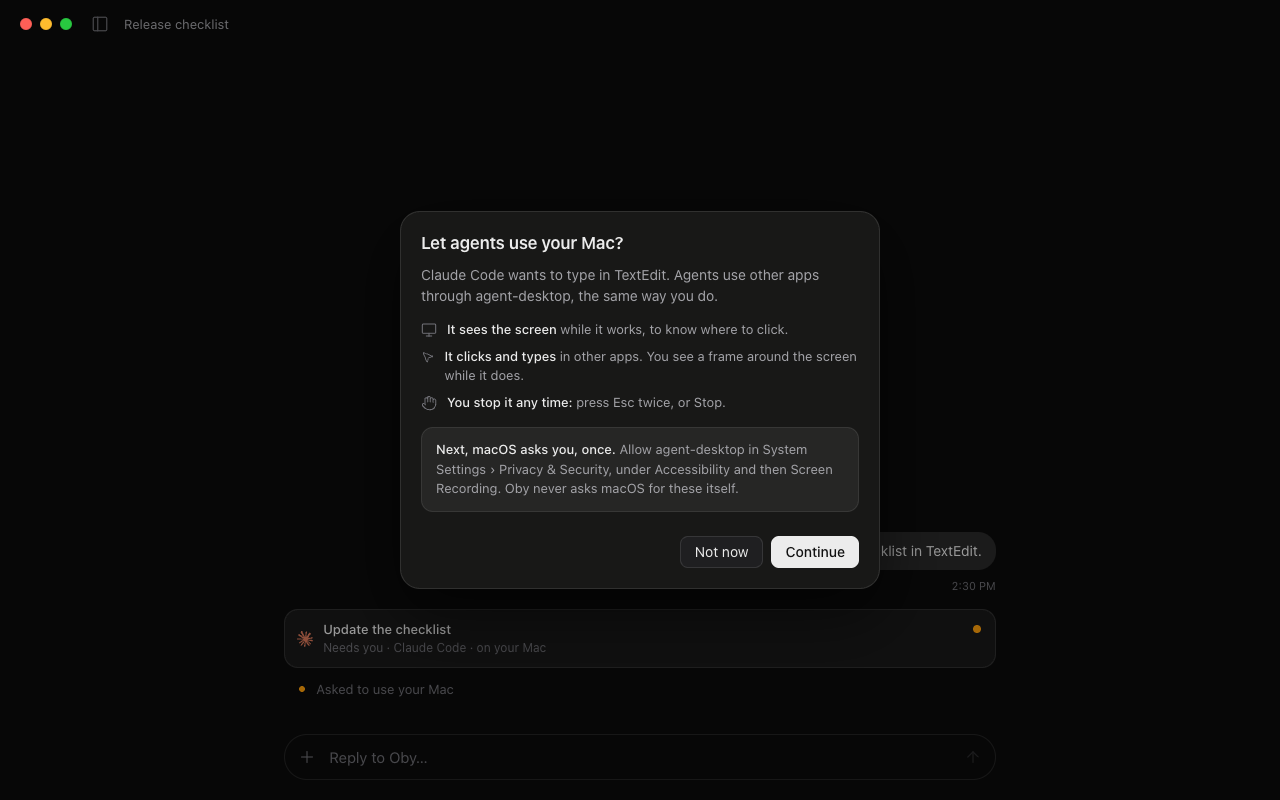 Release checklist
Let agents use your Mac?
Claude Code wants to type in TextEdit. Agents use other apps
through agent-desktop, the same way you do.
It sees the screen while it works, to know where to click.
It clicks and types in other apps. You see a frame around the screen
while it does.
You stop it any time: press Esc twice, or Stop.
Next, macOS asks you, once. Allow agent-desktop in System
Settings › Privacy & Security, under Accessibility and then Screen
Recording. Oby never asks macOS for these itself.
Not now
Continue
in TextEdit.
2:30 PM
Update the checklist
Needs you · Claude Code · on your Mac
Asked to use your Mac
Reply to Oby...